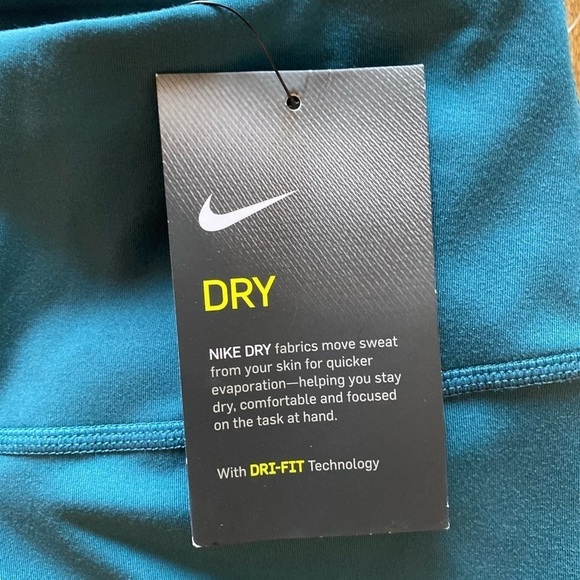 DRY
NIKE DRY fabrics move sweat
from your skin for quicker
evaporation—helping you stay
dry, comfortable and focused
on the task at hand.
With DRI-FIT Technology